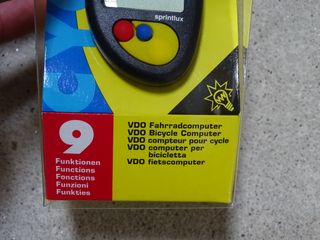 sprintlux
9
Funktionen
Functions
Fonctions
Funzioni
Funkties
VDO Fahrradcomputer
VDO Bicycle Computer
VDO compteur pour cycle
VDO computer per
bicicletta
VDO fietscomputer